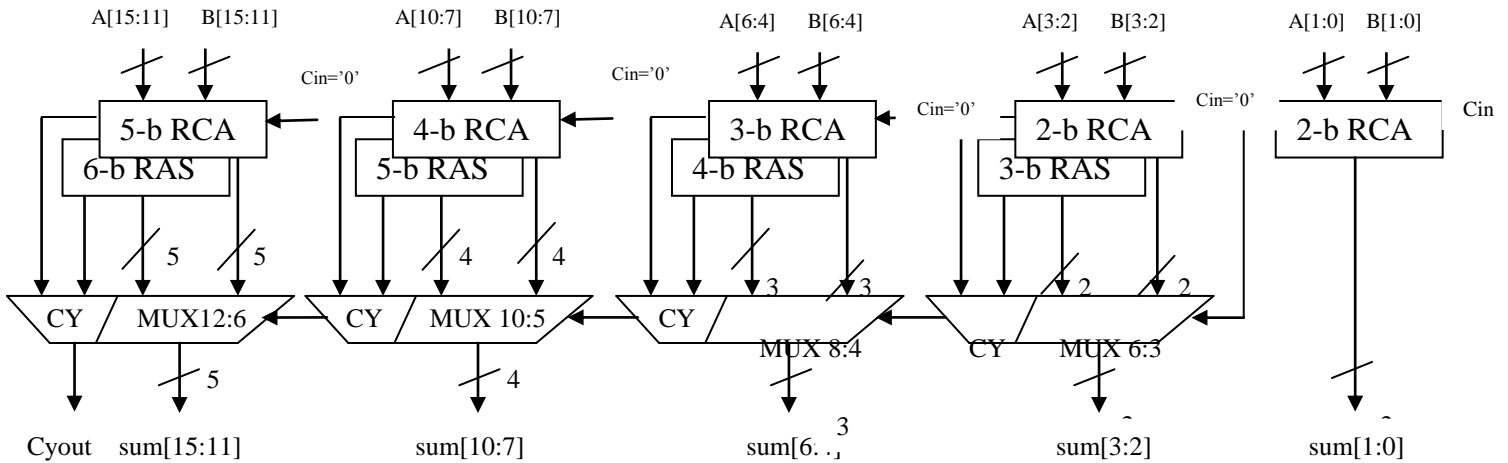 A[15:11] B[15:11] A[10:7] B[10:7] A[6:4] B[6:4] A[3:2] B[3:2] A[1:0] B[1:0]
Cin='0' Cin='0' Cin='0' Cin='0' Cin
5-b RCA 4-b RCA 3-b RCA 2-b RCA 2-b RCA
6-b RAS 5-b RAS 4-b RAS 3-b RAS
5 5 4 4 3 3 2 2
CY MUX12:6 CY MUX 10:5 CY MUX 8:4 CY MUX 6:3
5 4 3
Cyout sum[15:11] sum[10:7] sum[3:2] sum[1:0]